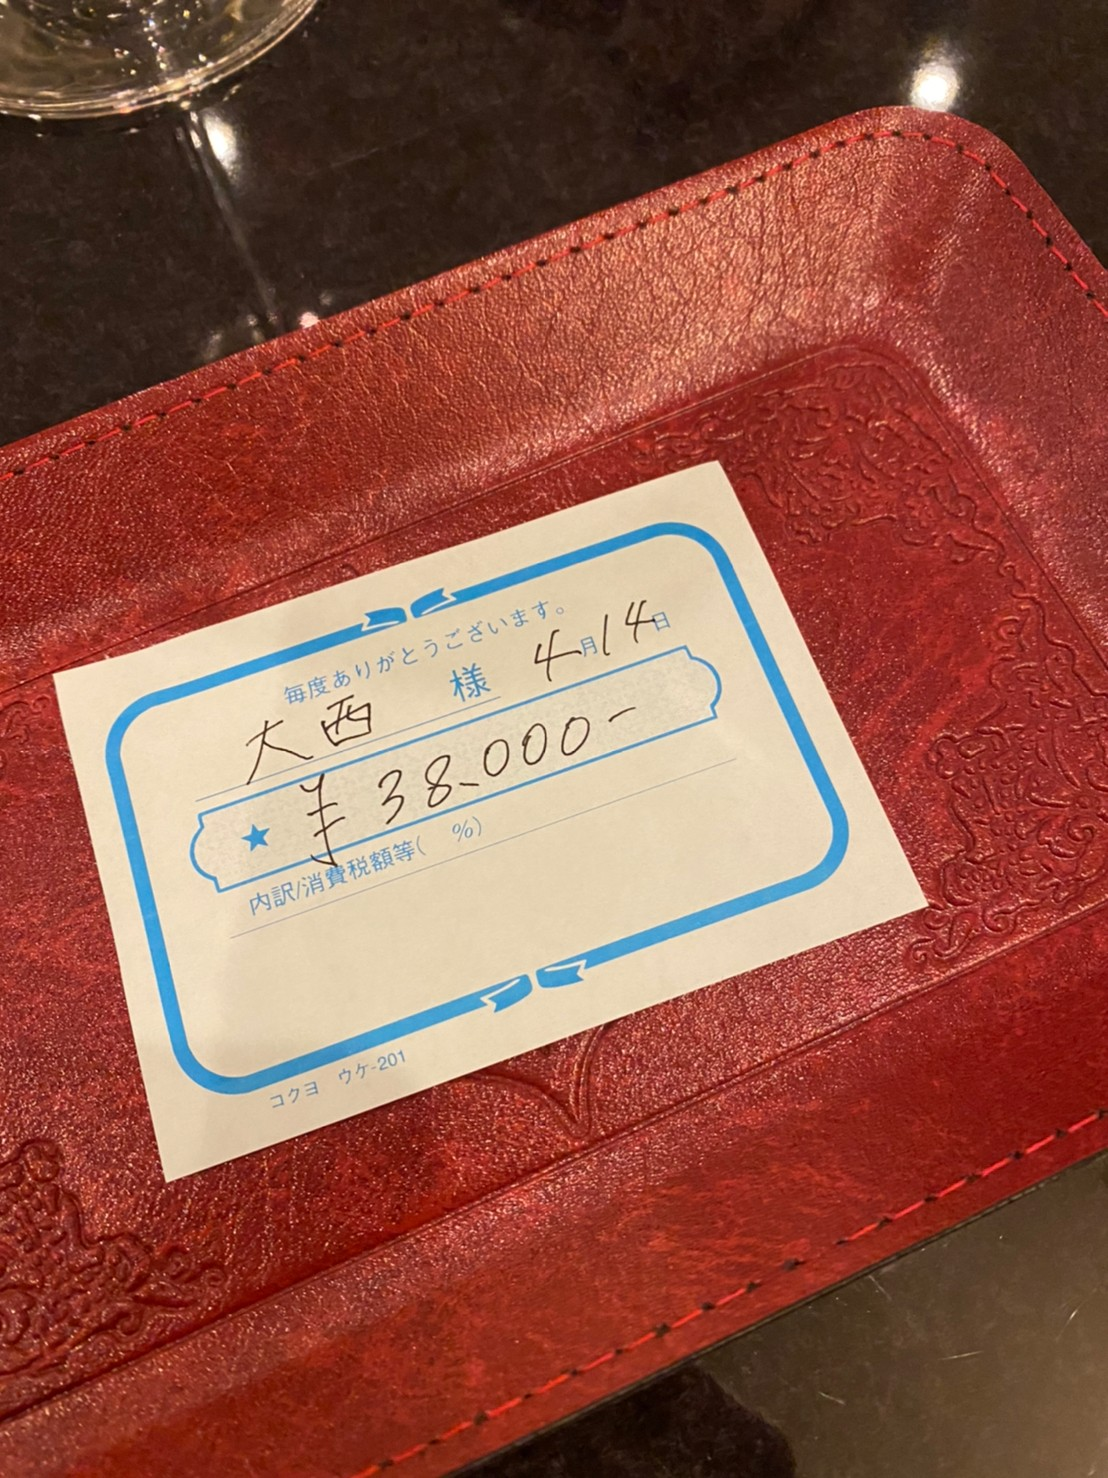 毎度ありがとうございます。
大西 様 4月14日
★ ¥38,000-
内訳/消費税額等( %)
コクヨ ウケ-201